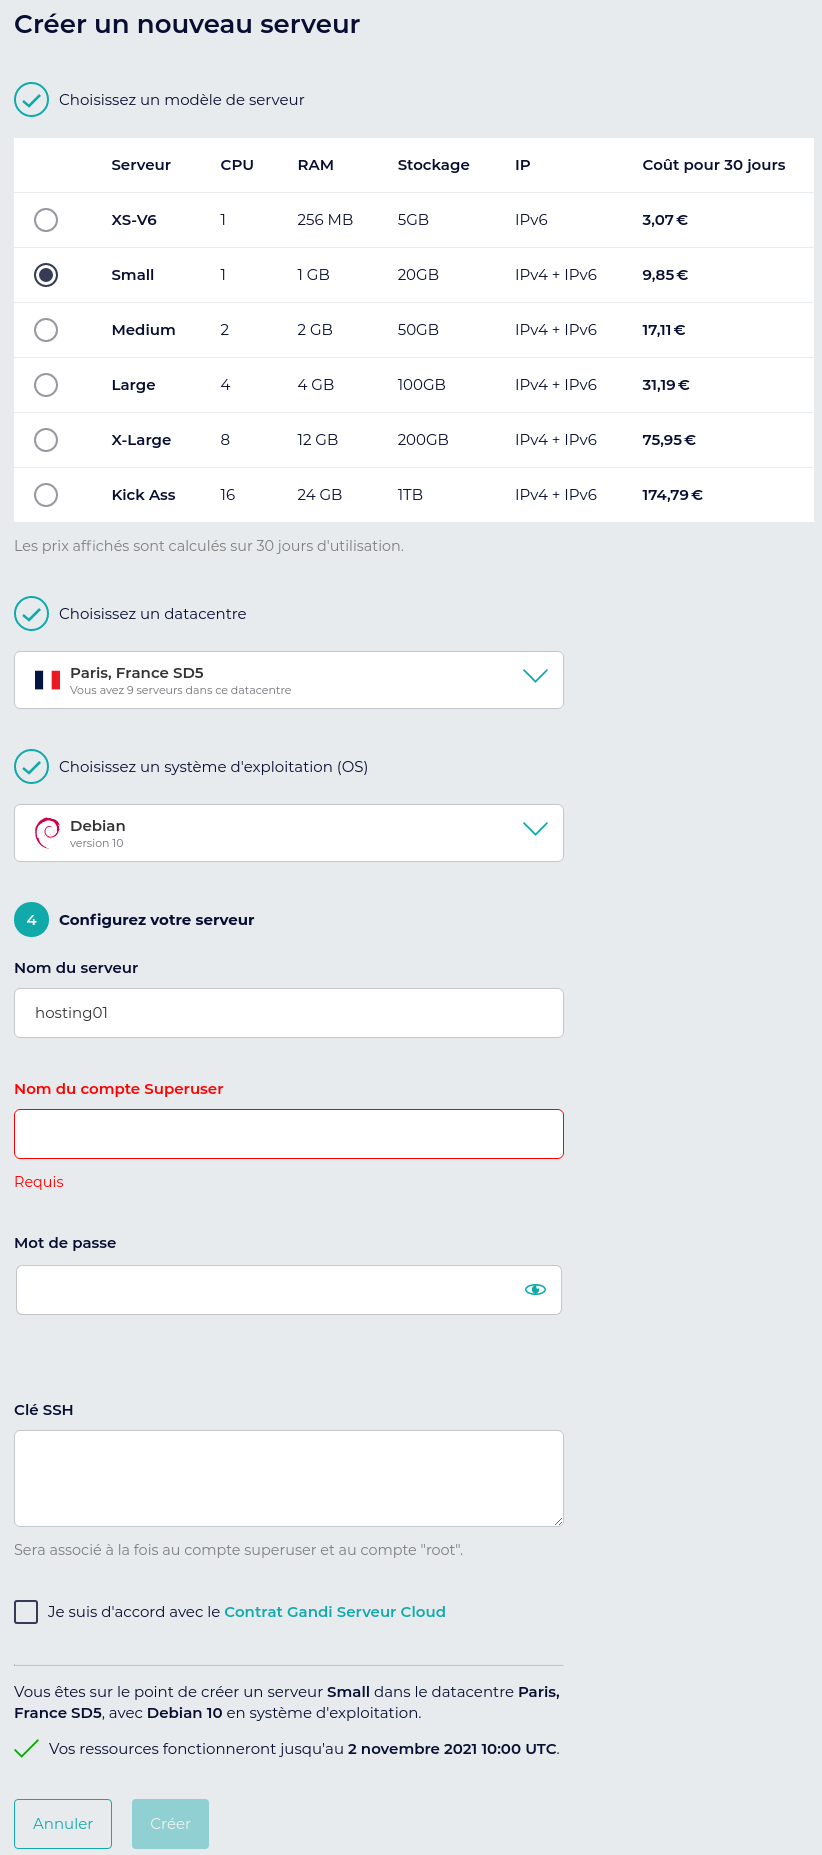 Créer un nouveau serveur
Choisissez un modèle de serveur
Serveur CPU RAM Stockage IP Coût pour 30 jours
XS-V6 1 256 MB 5GB IPv6 3,07 €
Small 1 1 GB 20GB IPv4 + IPv6 9,85 €
Medium 2 2 GB 50GB IPv4 + IPv6 17,11 €
Large 4 4 GB 100GB IPv4 + IPv6 31,19 €
X-Large 8 12 GB 200GB IPv4 + IPv6 75,95 €
Kick Ass 16 24 GB 1TB IPv4 + IPv6 174,79 €
Les prix affichés sont calculés sur 30 jours d'utilisation.
Choisissez un datacentre
Paris, France SD5
Vous avez 9 serveurs dans ce datacentre
Choisissez un système d'exploitation (OS)
Debian
version 10
4 Configurez votre serveur
Nom du serveur
hosting01
Nom du compte Superuser
Requis
Mot de passe
Clé SSH
Sera associé à la fois au compte superuser et au compte "root".
Je suis d'accord avec le Contrat Gandi Serveur Cloud
Vous êtes sur le point de créer un serveur Small dans le datacentre Paris,
France SD5, avec Debian 10 en système d'exploitation.
Vos ressources fonctionneront jusqu'au 2 novembre 2021 10:00 UTC.
Annuler Créer